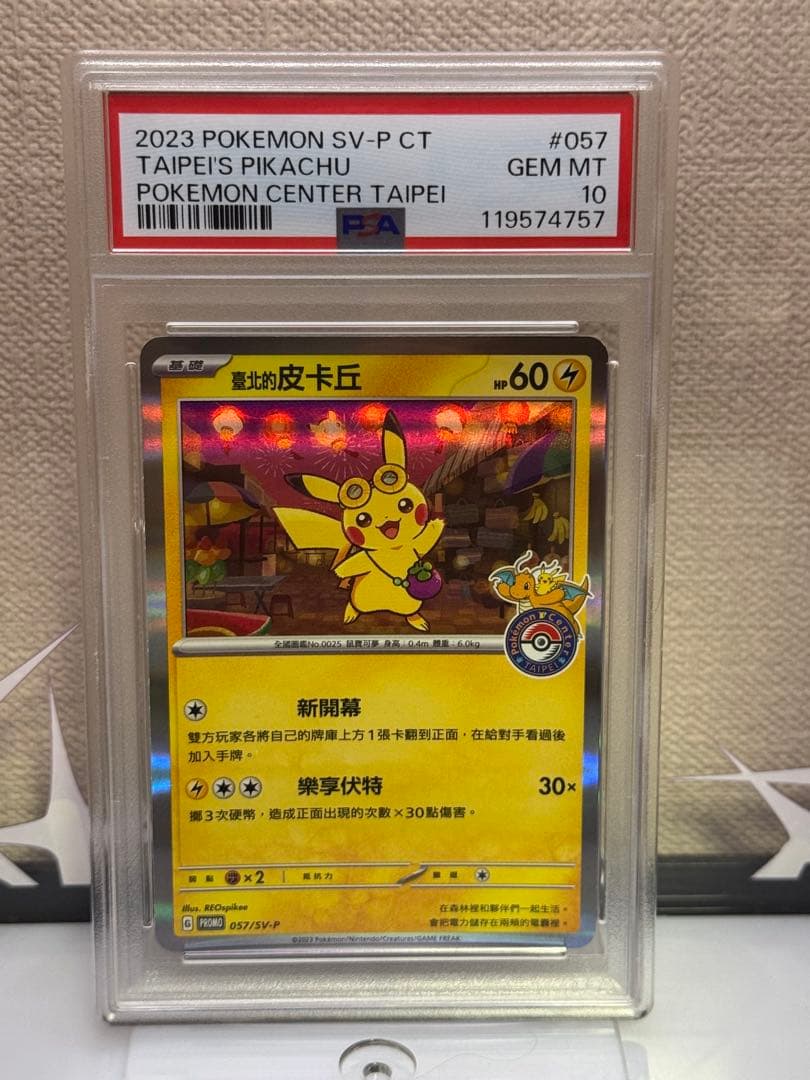 2023 POKEMON SV-P CT #057
TAIPEI'S PIKACHU GEM MT
POKEMON CENTER TAIPEI 10
PSA 119574757
基礎
臺北的皮卡丘 HP60
Pokémon Center
TAIPEI
全國圖鑑No.0025 鼠寶可夢 身高:0.4m 體重:6.0kg
新開幕
雙方玩家各將自己的牌庫上方1張卡翻到正面,在給對手看過後
加入手牌。
樂享伏特 30×
擲3次硬幣,造成正面出現的次數×30點傷害。
弱點 ×2 抵抗力 撤退
Illus. REOspikee
在森林裡和夥伴們一起生活。
G PROMO 057/SV-P
會把電力儲存在兩頰的電囊裡。
©2023 Pokémon/Nintendo/Creatures/GAME FREAK